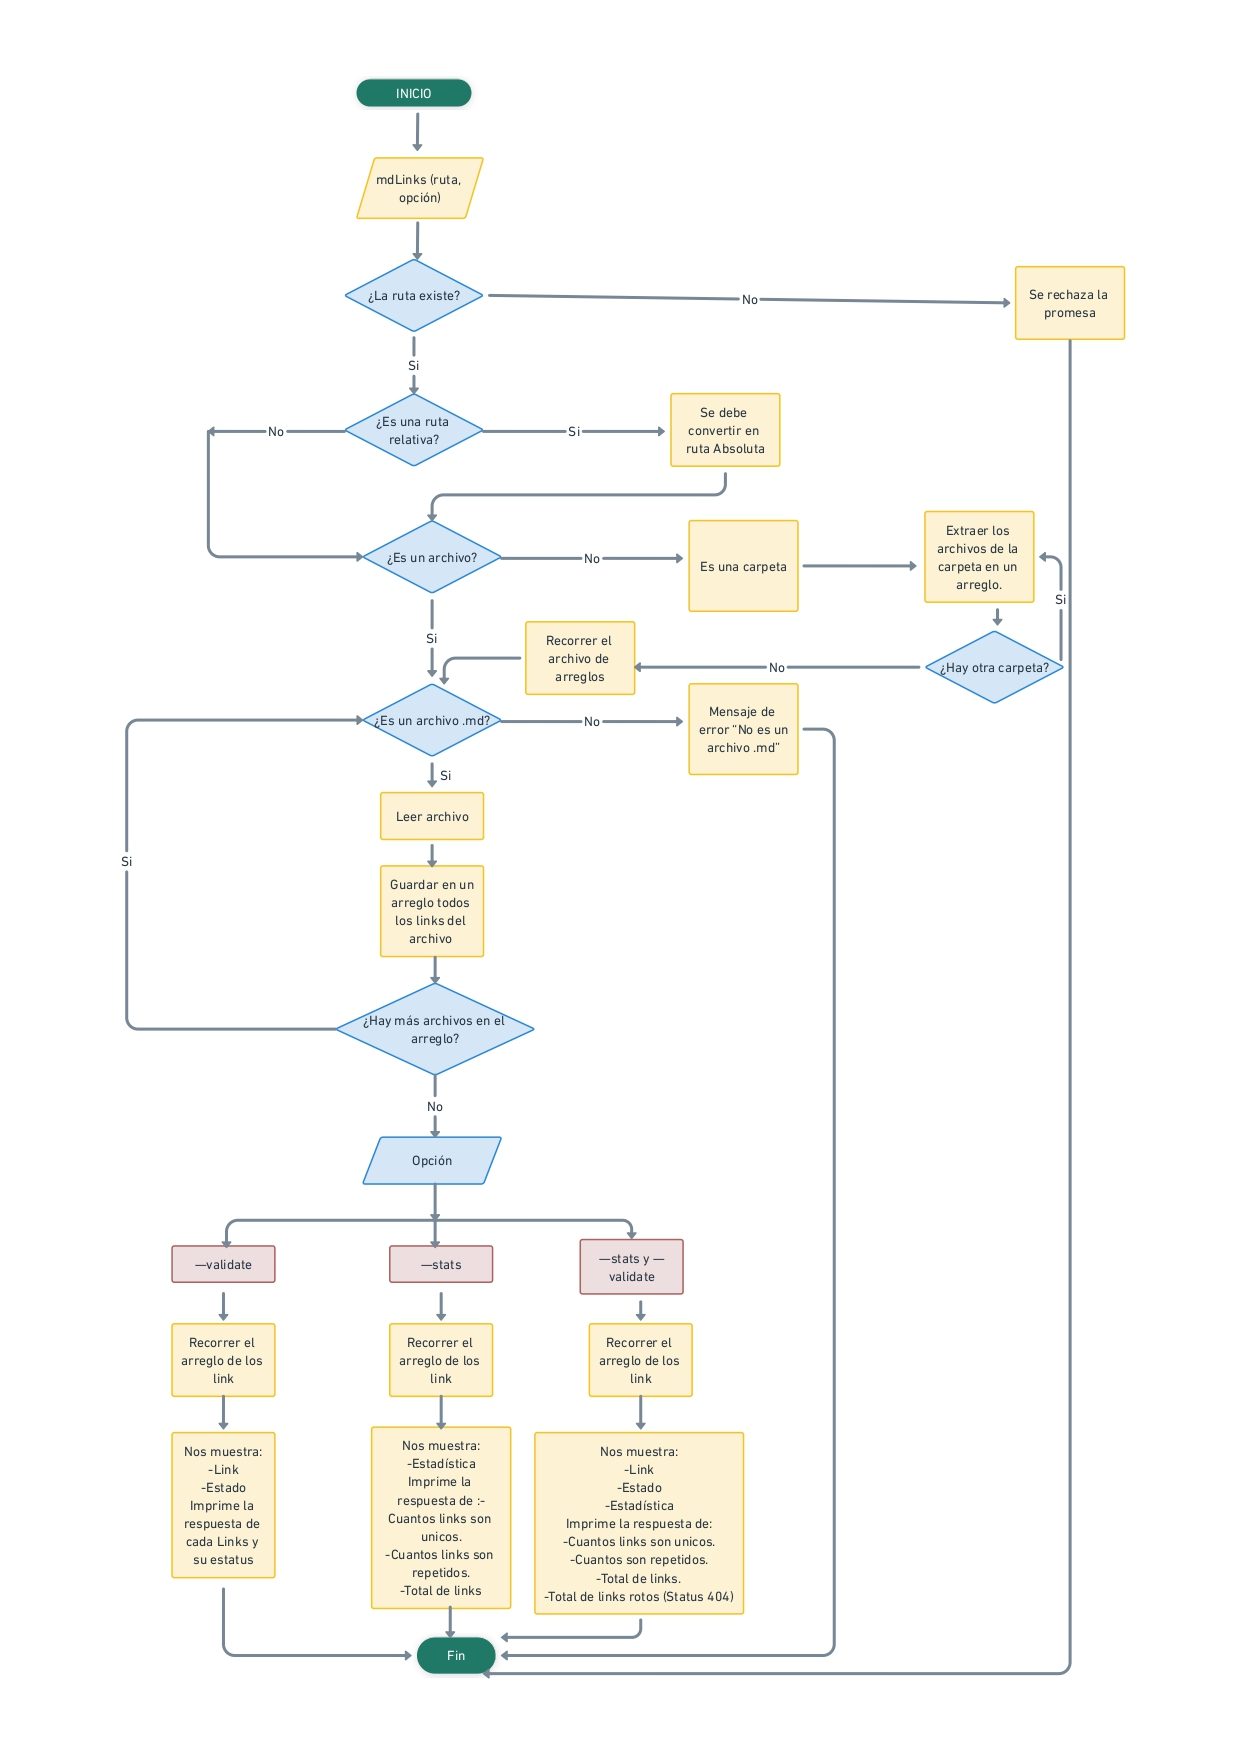 INICIO
mdLinks (ruta,
opción)
¿La ruta existe?
No
Se rechaza la
promesa
Si
¿Es una ruta
relativa?
No
Si
Se debe
convertir en
ruta Absoluta
¿Es un archivo?
No
Es una carpeta
Extraer los
archivos de la
carpeta en un
arreglo.
Si
¿Hay otra carpeta?
No
Recorrer el
archivo de
arreglos
Si
¿Es un archivo .md?
No
Mensaje de
error “No es un
archivo .md”
Si
Leer archivo
Guardar en un
arreglo todos
los links del
archivo
Si
¿Hay más archivos en el
arreglo?
No
Opción
—validate
—stats
—stats y —
validate
Recorrer el
arreglo de los
link
Recorrer el
arreglo de los
link
Recorrer el
arreglo de los
link
Nos muestra:
-Link
-Estado
Imprime la
respuesta de
cada Links y
su estatus
Nos muestra:
-Estadística
Imprime la
respuesta de :-
Cuantos links son
unicos.
-Cuantos links son
repetidos.
-Total de links
Nos muestra:
-Link
-Estado
-Estadística
Imprime la respuesta de:
-Cuantos links son unicos.
-Cuantos son repetidos.
-Total de links.
-Total de links rotos (Status 404)
Fin